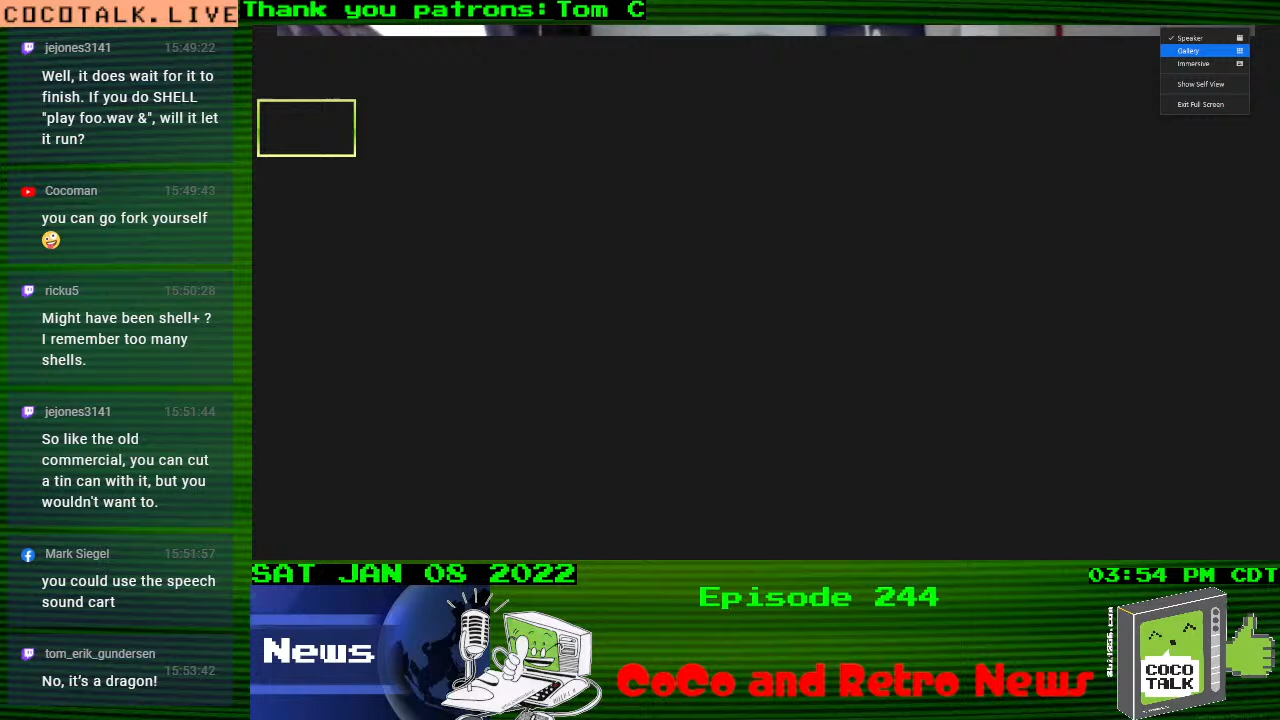 COCOTALK.LIVE
Thank you patrons: Tom C
jejones3141 15:49:22
Well, it does wait for it to
finish. If you do SHELL
"play foo.wav &", will it let
it run?
Cocoman 15:49:43
you can go fork yourself
🤪
ricku5 15:50:28
Might have been shell+ ?
I remember too many
shells.
jejones3141 15:51:44
So like the old
commercial, you can cut
a tin can with it, but you
wouldn't want to.
Mark Siegel 15:51:57
you could use the speech
sound cart
tom_erik_gundersen
15:53:42
No, it's a dragon!
✓ Speaker
Gallery
Immersive
Show Self View
Exit Full Screen
SAT JAN 08 2022
03:54 PM CDT
Episode 244
News
CoCo and Retro News
COCO
TALK